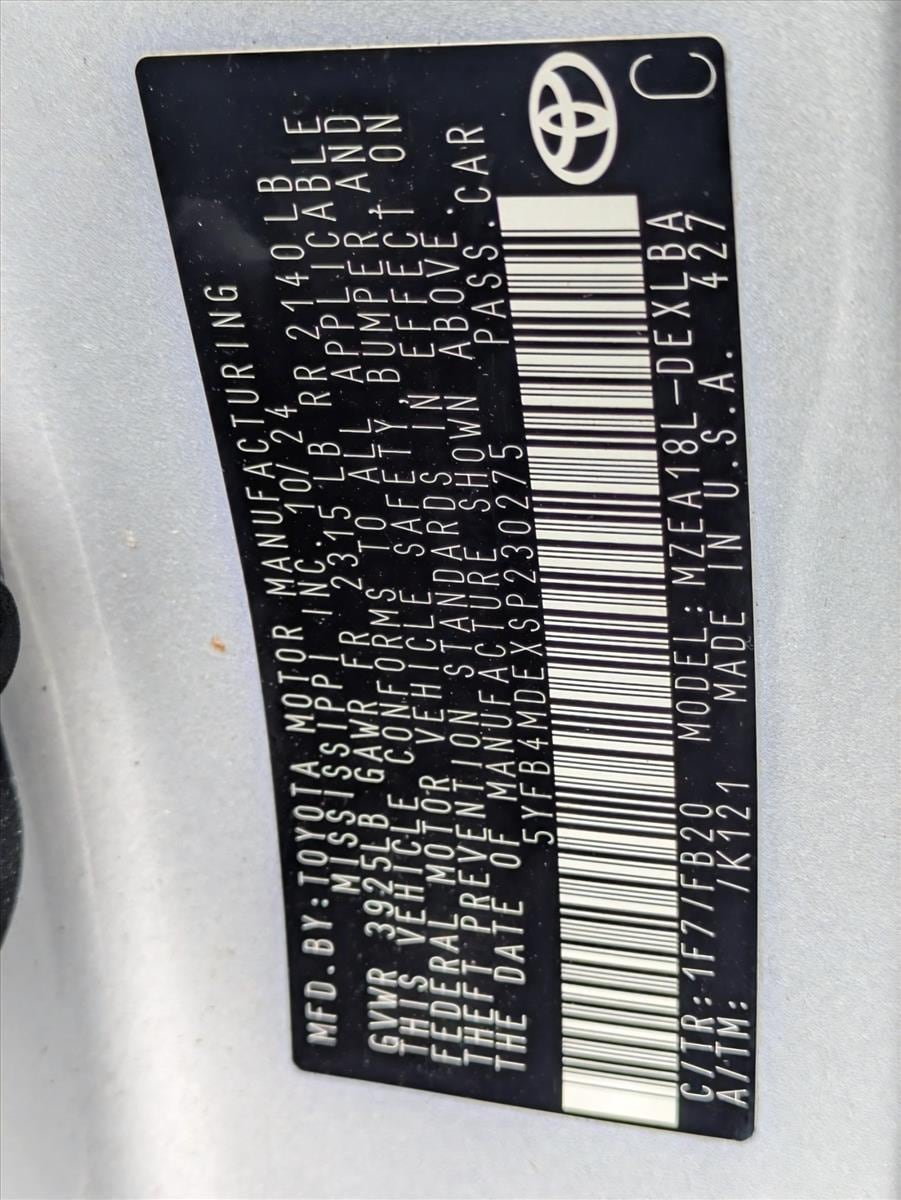 MFD.BY:TOYOTA MOTOR MANUFACTURING
MISSISSIPPI INC. 10/24
GVWR 3925LB GAWR FR 2315 LB RR 2140 LB
THIS VEHICLE CONFORMS TO ALL APPLICABLE
FEDERAL MOTOR VEHICLE SAFETY, BUMPER, AND
THEFT PREVENTION STANDARDS IN EFFECT ON
THE DATE OF MANUFACTURE SHOWN ABOVE.
5YFB4MDEXSP230275 PASS.CAR
C/TR:1F7/FB20 MODEL:MZEA18L-DEXLBA
A/TM: /K121 MADE IN U.S.A. 427
C